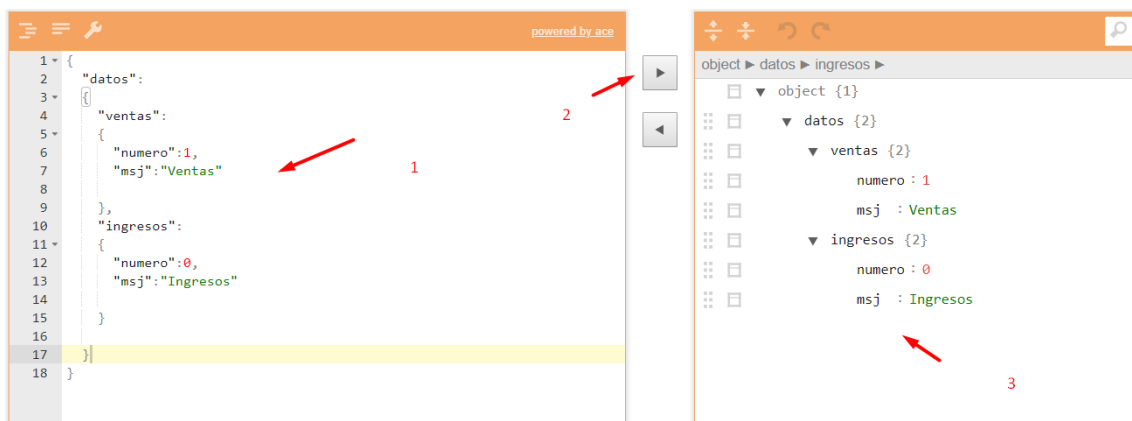 powered by ace
1 {
2 "datos":
3 {
4 "ventas":
5 {
6 "numero":1,
7 "msj":"Ventas"
8
9 },
10 "ingresos":
11 {
12 "numero":0,
13 "msj":"Ingresos"
14
15 }
16
17 }
18 }
1
2
object ► datos ► ingresos ►
object {1}
datos {2}
ventas {2}
numero : 1
msj : Ventas
ingresos {2}
numero : 0
msj : Ingresos
3